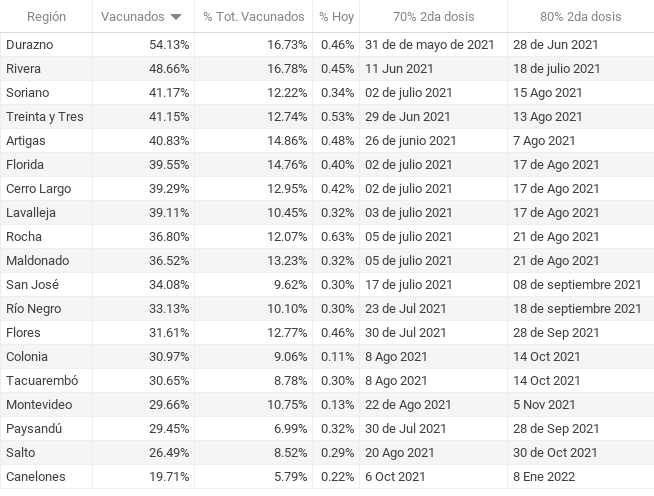 Región Vacunados % Tot. Vacunados % Hoy 70% 2da dosis 80% 2da dosis
Durazno 54.13% 16.73% 0.46% 31 de de mayo de 2021 28 de Jun 2021
Rivera 48.66% 16.78% 0.45% 11 Jun 2021 18 de julio 2021
Soriano 41.17% 12.22% 0.34% 02 de julio 2021 15 Ago 2021
Treinta y Tres 41.15% 12.74% 0.53% 29 de Jun 2021 13 Ago 2021
Artigas 40.83% 14.86% 0.48% 26 de junio 2021 7 Ago 2021
Florida 39.55% 14.76% 0.40% 02 de julio 2021 17 de Ago 2021
Cerro Largo 39.29% 12.95% 0.42% 02 de julio 2021 17 de Ago 2021
Lavalleja 39.11% 10.45% 0.32% 03 de julio 2021 17 de Ago 2021
Rocha 36.80% 12.07% 0.63% 05 de julio 2021 21 de Ago 2021
Maldonado 36.52% 13.23% 0.32% 05 de julio 2021 21 de Ago 2021
San José 34.08% 9.62% 0.30% 17 de julio 2021 08 de septiembre 2021
Río Negro 33.13% 10.10% 0.30% 23 de Jul 2021 18 de septiembre 2021
Flores 31.61% 12.77% 0.46% 30 de Jul 2021 28 de Sep 2021
Colonia 30.97% 9.06% 0.11% 8 Ago 2021 14 Oct 2021
Tacuarembó 30.65% 8.78% 0.30% 8 Ago 2021 14 Oct 2021
Montevideo 29.66% 10.75% 0.13% 22 de Ago 2021 5 Nov 2021
Paysandú 29.45% 6.99% 0.32% 30 de Jul 2021 28 de Sep 2021
Salto 26.49% 8.52% 0.29% 20 Ago 2021 30 de Oct 2021
Canelones 19.71% 5.79% 0.22% 6 Oct 2021 8 Ene 2022